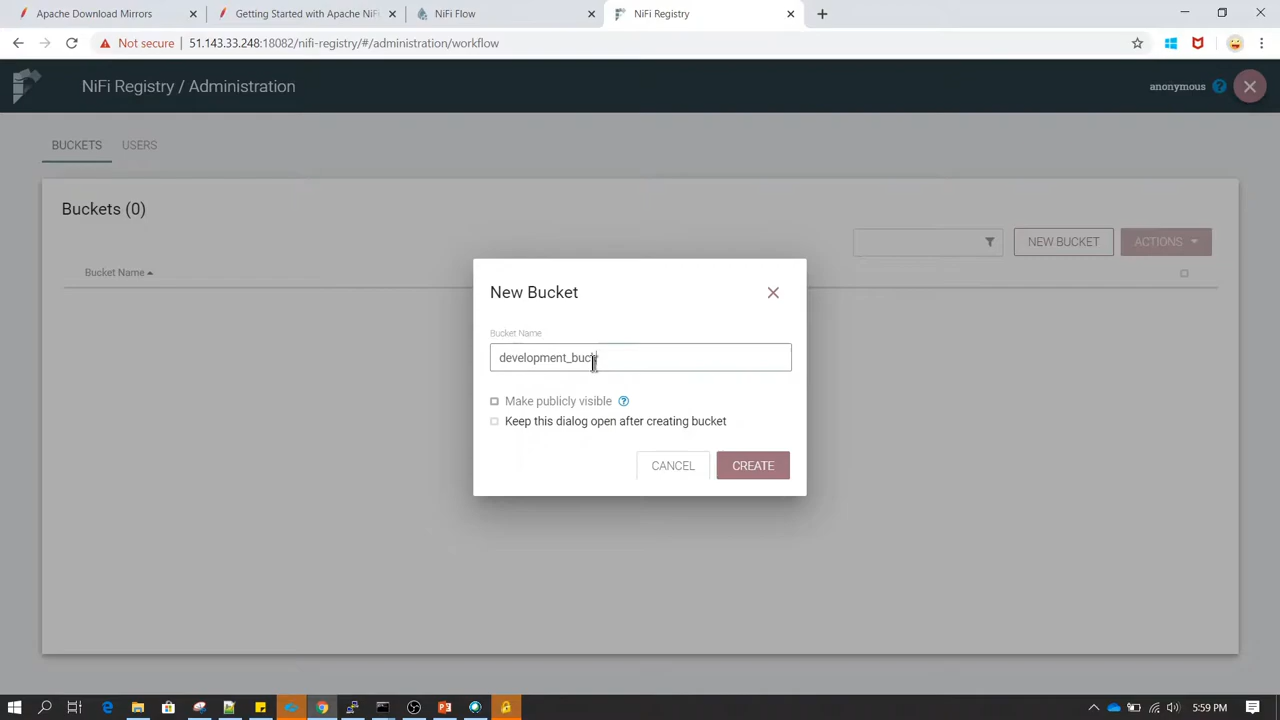 Apache Download Mirrors
Getting Started with Apache NiFi
NiFi Flow
NiFi Registry
Not secure
51.143.33.248:18082/nifi-registry/#/administration/workflow
NiFi Registry / Administration
anonymous
BUCKETS
USERS
Buckets (0)
NEW BUCKET
ACTIONS
Bucket Name
New Bucket
Bucket Name
Make publicly visible
Keep this dialog open after creating bucket
CANCEL
CREATE
5:59 PM